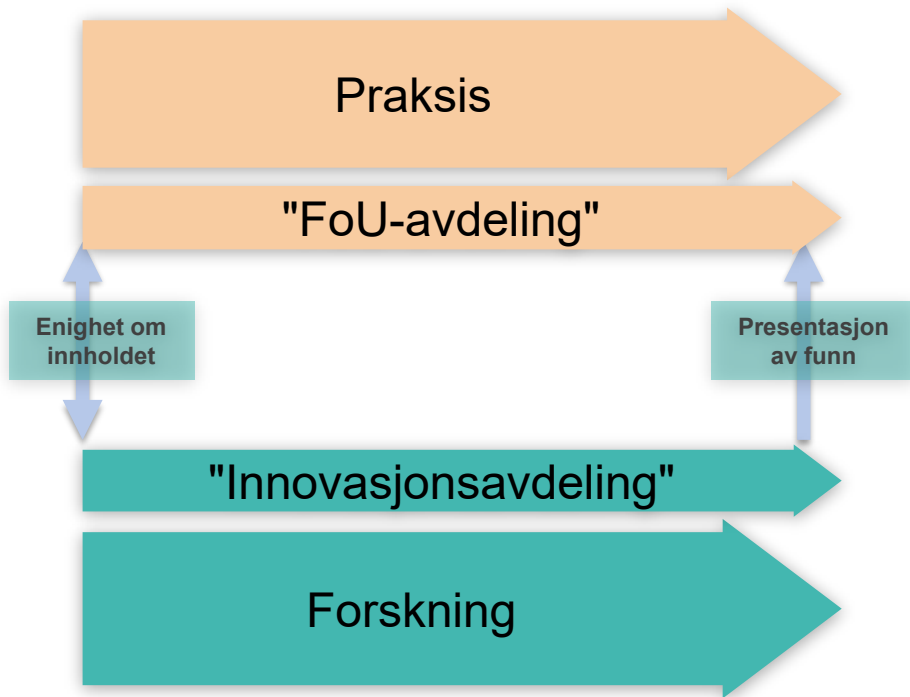 Praksis
"FoU-avdeling"
Enighet om
innholdet
Presentasjon
av funn
"Innovasjonsavdeling"
Forskning